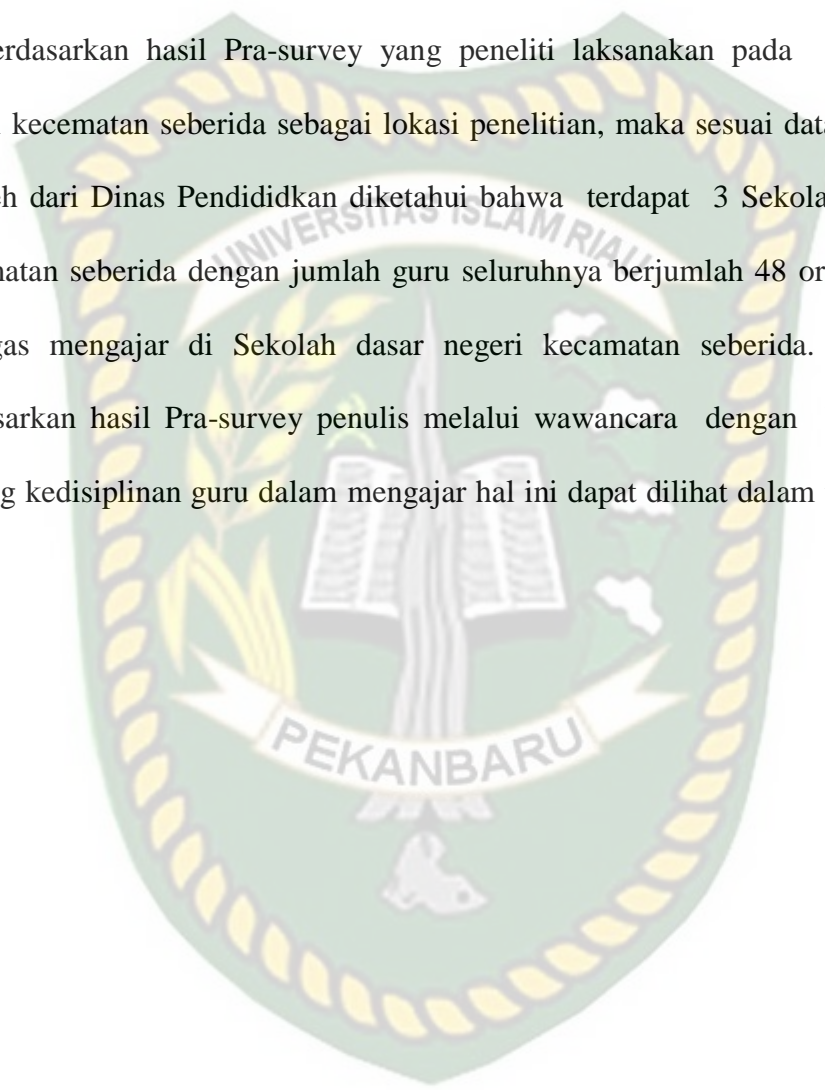 erdasarkan hasil Pra-survey yang peneliti laksanakan pada
kecematan seberida sebagai lokasi penelitian, maka sesuai data
eh dari Dinas Pendididkan diketahui bahwa terdapat 3 Sekola
UNIVERSITAS ISLAM RIAU
natan seberida dengan jumlah guru seluruhnya berjumlah 48 or
gas mengajar di Sekolah dasar negeri kecamatan seberida.
sarkan hasil Pra-survey penulis melalui wawancara dengan
g kedisiplinan guru dalam mengajar hal ini dapat dilihat dalam
PEKANBARU